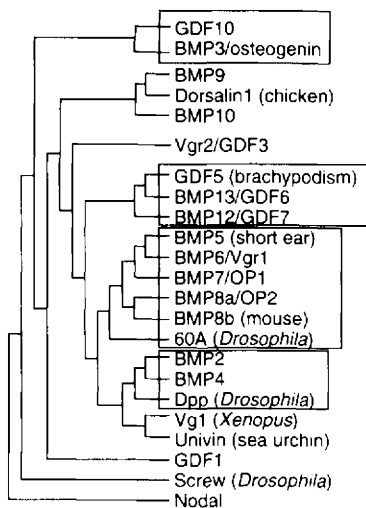 GDF10
BMP3/osteogenin
BMP9
Dorsalin1 (chicken)
BMP10
Vgr2/GDF3
GDF5 (brachypodism)
BMP13/GDF6
BMP12/GDF7
BMP5 (short ear)
BMP6/Vgr1
BMP7/OP1
BMP8a/OP2
BMP8b (mouse)
60A (Drosophila)
BMP2
BMP4
Dpp (Drosophila)
Vg1 (Xenopus)
Univin (sea urchin)
GDF1
Screw (Drosophila)
Nodal